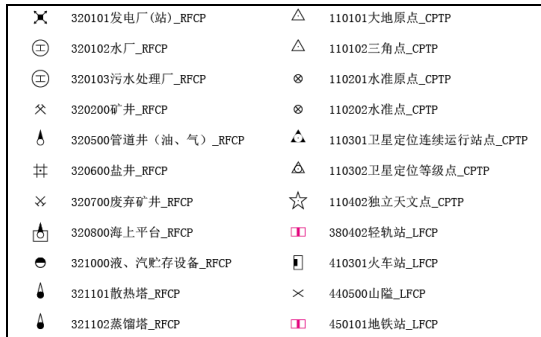 320101发电厂(站)_RFCP
320102水厂_RFCP
320103污水处理厂_RFCP
320200矿井_RFCP
320500管道井（油、气）_RFCP
320600盐井_RFCP
320700废弃矿井_RFCP
320800海上平台_RFCP
321000液、汽贮存设备_RFCP
321101散热塔_RFCP
321102蒸馏塔_RFCP
110101大地原点_CPTP
110102三角点_CPTP
110201水准原点_CPTP
110202水准点_CPTP
110301卫星定位连续运行站点_CPTP
110302卫星定位等级点_CPTP
110402独立天文点_CPTP
380402轻轨站_LFCP
410301火车站_LFCP
440500山隘_LFCP
450101地铁站_LFCP